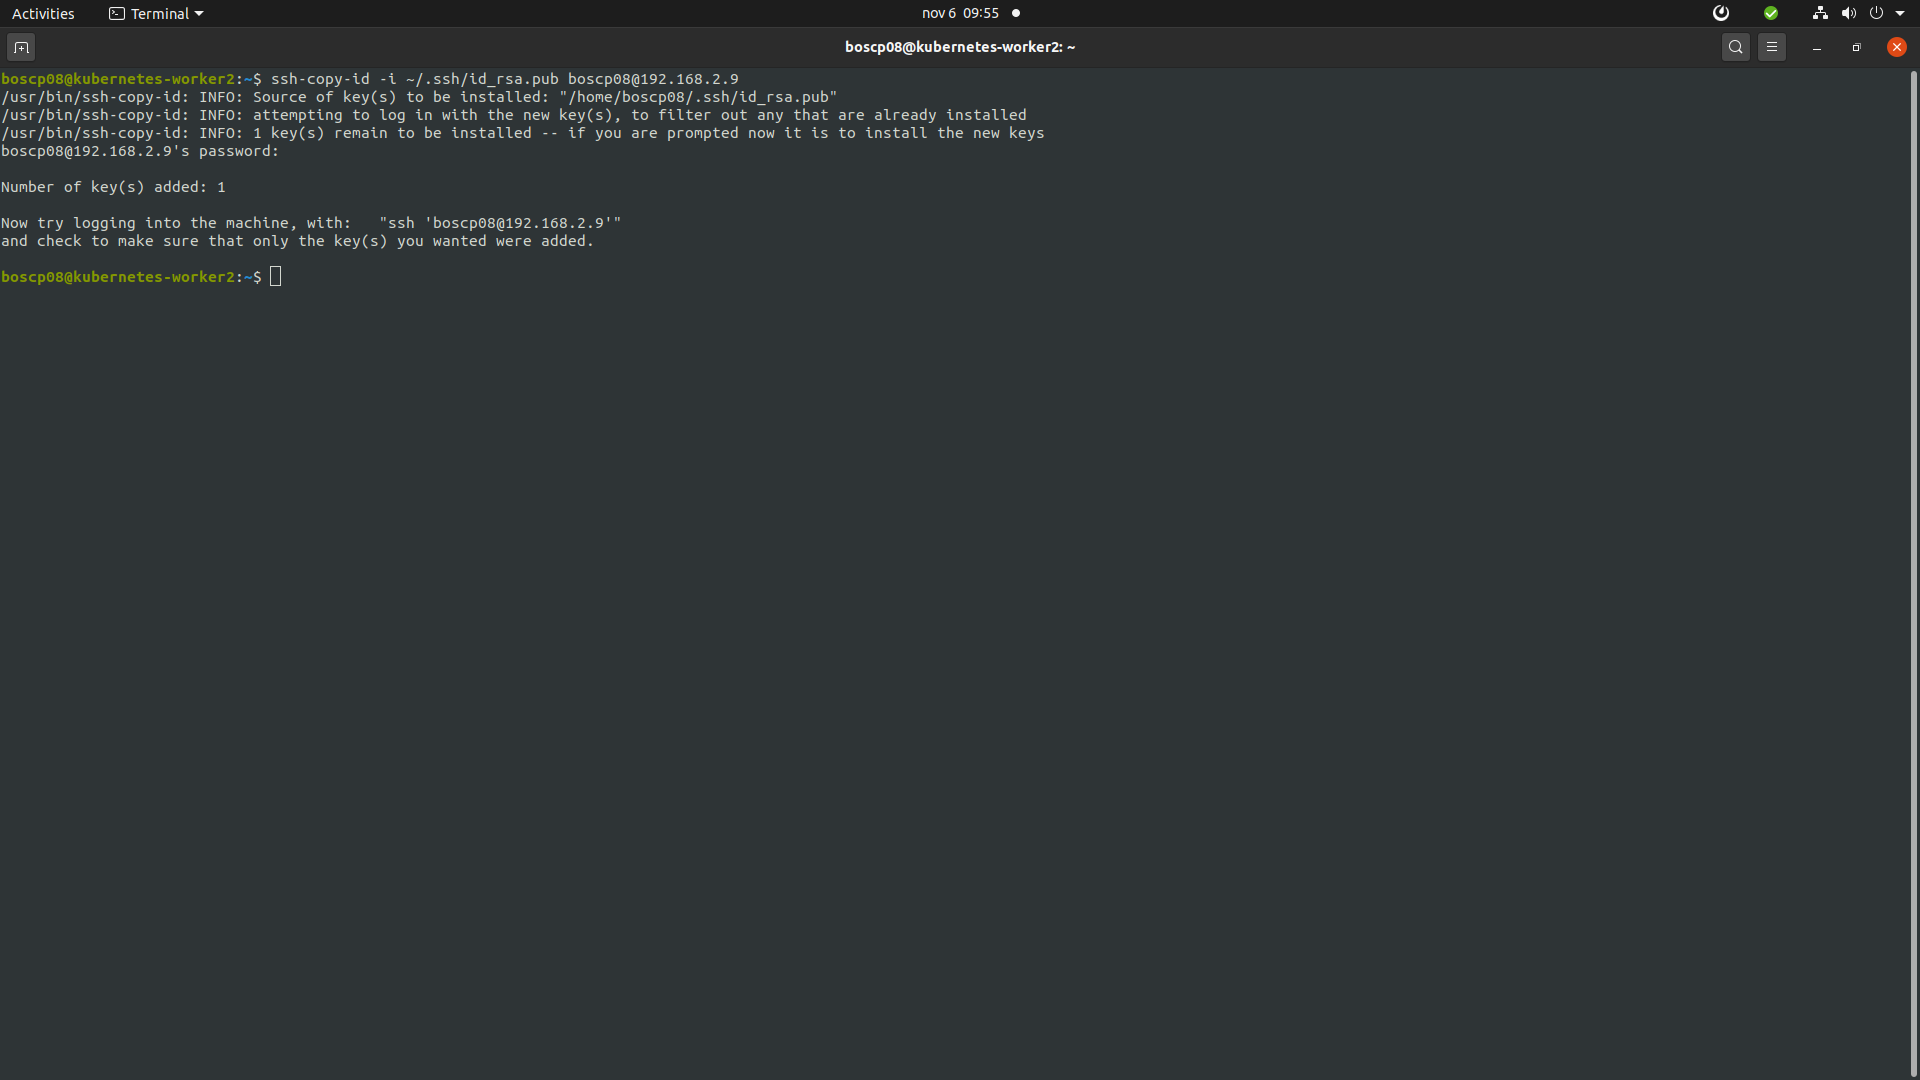 Activities Terminal nov 6 09:55
boscp08@kubernetes-worker2: ~
boscp08@kubernetes-worker2:~$ ssh-copy-id -i ~/.ssh/id_rsa.pub boscp08@192.168.2.9
/usr/bin/ssh-copy-id: INFO: Source of key(s) to be installed: "/home/boscp08/.ssh/id_rsa.pub"
/usr/bin/ssh-copy-id: INFO: attempting to log in with the new key(s), to filter out any that are already installed
/usr/bin/ssh-copy-id: INFO: 1 key(s) remain to be installed -- if you are prompted now it is to install the new keys
boscp08@192.168.2.9's password:
Number of key(s) added: 1
Now try logging into the machine, with:   "ssh 'boscp08@192.168.2.9'"
and check to make sure that only the key(s) you wanted were added.
boscp08@kubernetes-worker2:~$